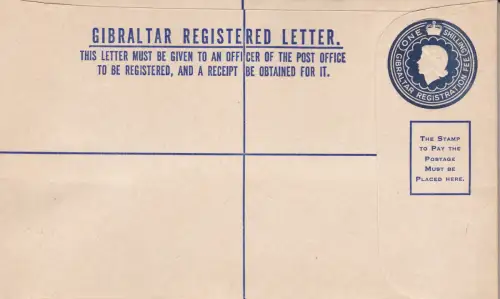 GIBRALTAR REGISTERED LETTER.
THIS LETTER MUST BE GIVEN TO AN OFFICER OF THE POST OFFICE
TO BE REGISTERED, AND A RECEIPT BE OBTAINED FOR IT.
ONE SHILLING
GIBRALTAR REGISTRATION FEE
THE STAMP
TO PAY THE
POSTAGE
MUST BE
PLACED HERE.